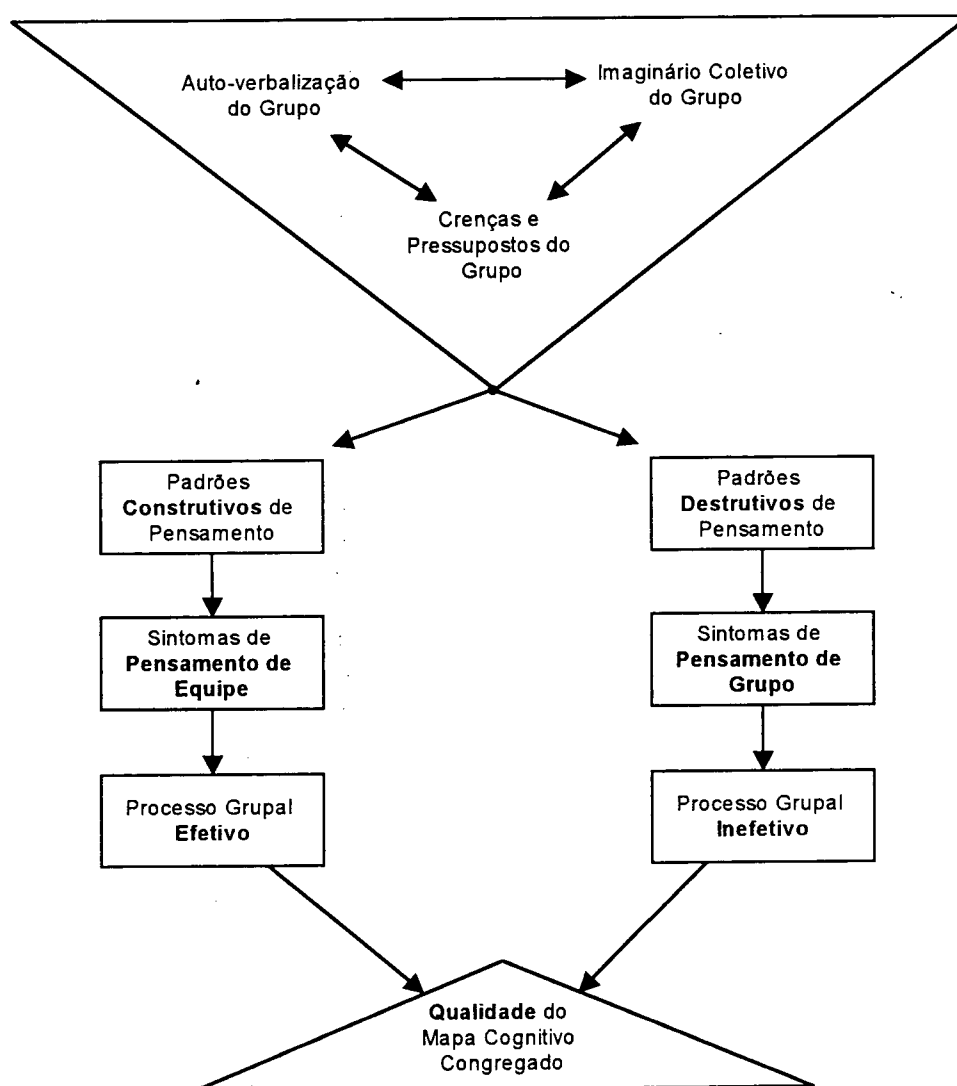 Auto-verbalização
do Grupo
Imaginário Coletivo
do Grupo
Crenças e
Pressupostos do
Grupo
Padrões
Construtivos de
Pensamento
Padrões
Destrutivos de
Pensamento
Sintomas de
Pensamento de
Equipe
Sintomas de
Pensamento de
Grupo
Processo Grupal
Efetivo
Processo Grupal
Inefetivo
Qualidade do
Mapa Cognitivo
Congregado